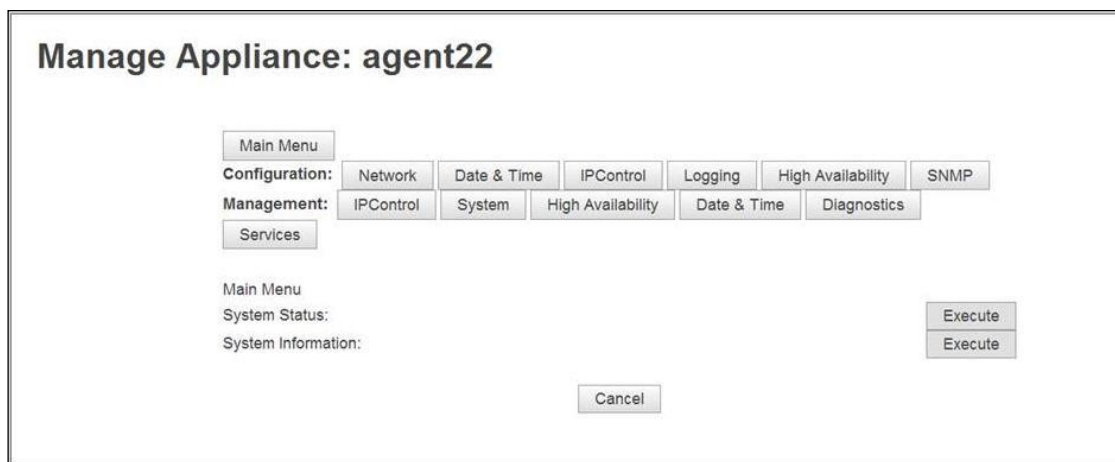 Manage Appliance: agent22
Main Menu
Configuration: Network Date & Time IPControl Logging High Availability SNMP
Management: IPControl System High Availability Date & Time Diagnostics
Services
Main Menu
System Status: Execute
System Information: Execute
Cancel